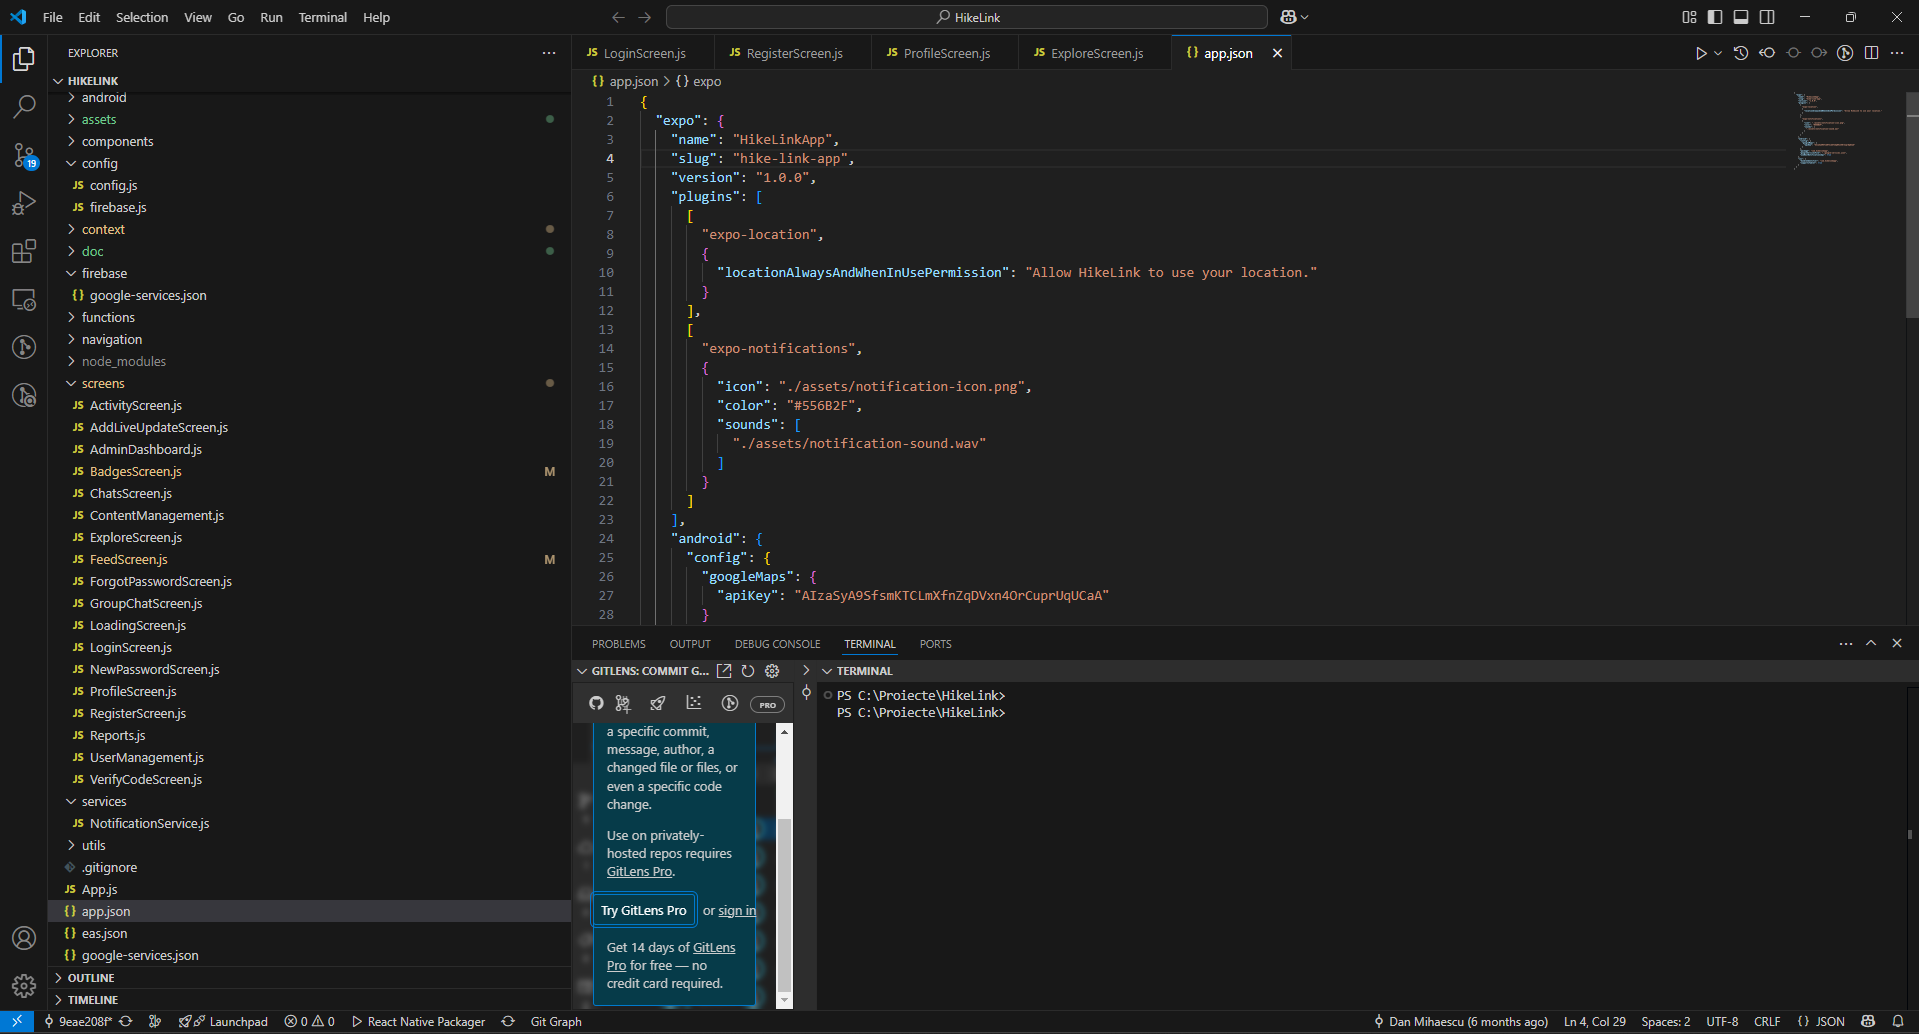 File Edit Selection View Go Run Terminal Help
HikeLink
EXPLORER
HIKELINK
android
assets
components
config
JS config.js
JS firebase.js
context
doc
firebase
{} google-services.json
functions
navigation
node_modules
screens
JS ActivityScreen.js
JS AddLiveUpdateScreen.js
JS AdminDashboard.js
JS BadgesScreen.js M
JS ChatsScreen.js
JS ContentManagement.js
JS ExploreScreen.js
JS FeedScreen.js M
JS ForgotPasswordScreen.js
JS GroupChatScreen.js
JS LoadingScreen.js
JS LoginScreen.js
JS NewPasswordScreen.js
JS ProfileScreen.js
JS RegisterScreen.js
JS Reports.js
JS UserManagement.js
JS VerifyCodeScreen.js
services
JS NotificationService.js
utils
.gitignore
JS App.js
{} app.json
{} eas.json
{} google-services.json
OUTLINE
TIMELINE
19
JS LoginScreen.js JS RegisterScreen.js JS ProfileScreen.js JS ExploreScreen.js {} app.json
{} app.json > {} expo
1 {
2 "expo": {
3 "name": "HikeLinkApp",
4 "slug": "hike-link-app",
5 "version": "1.0.0",
6 "plugins": [
7 [
8 "expo-location",
9 {
10 "locationAlwaysAndWhenInUsePermission": "Allow HikeLink to use your location."
11 }
12 ],
13 [
14 "expo-notifications",
15 {
16 "icon": "./assets/notification-icon.png",
17 "color": "#556B2F",
18 "sounds": [
19 "./assets/notification-sound.wav"
20 ]
21 }
22 ]
23 ],
24 "android": {
25 "config": {
26 "googleMaps": {
27 "apiKey": "AIzaSyA9SfsmKTCLmXfnZqDVxn4OrCuprUqUCaA"
28 }
PROBLEMS OUTPUT DEBUG CONSOLE TERMINAL PORTS
GITLENS: COMMIT G...
PRO
a specific commit,
message, author, a
changed file or files, or
even a specific code
change.
Use on privately-
hosted repos requires
GitLens Pro.
Try GitLens Pro or sign in
Get 14 days of GitLens
Pro for free — no
credit card required.
TERMINAL
PS C:\Proiecte\HikeLink>
PS C:\Proiecte\HikeLink>
9eae208f* Launchpad 0 0 React Native Packager Git Graph
Dan Mihaescu (6 months ago) Ln 4, Col 29 Spaces: 2 UTF-8 CRLF {} JSON